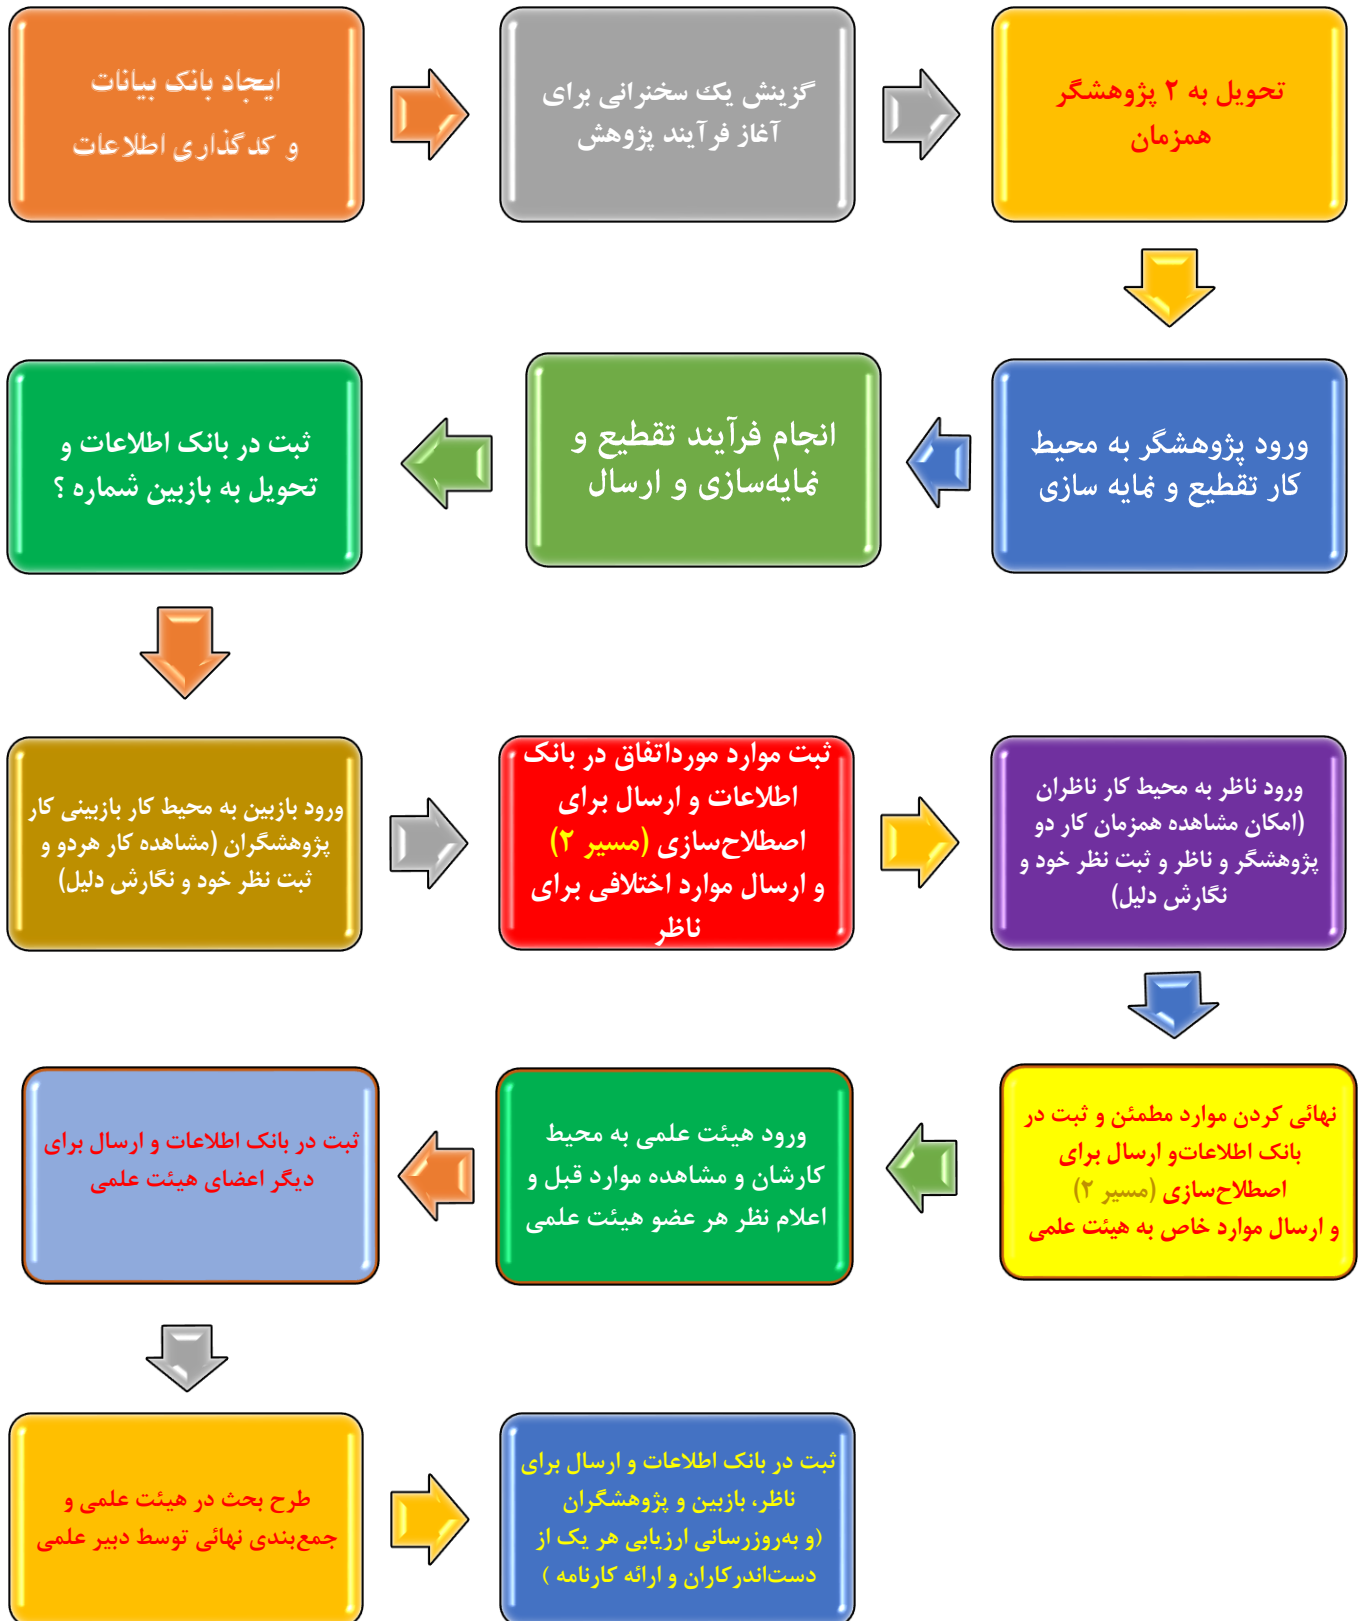 ایجاد بانک بیانات
و کدگذاری اطلاعات
گزینش یک سخنرانی برای
آغاز فرآیند پژوهش
تحویل به ۲ پژوهشگر
همزمان
ورود پژوهشگر به محیط
کار تقطیع و نمایه سازی
انجام فرآیند تقطیع و
نمایه‌سازی و ارسال
ثبت در بانک اطلاعات و
تحویل به بازبین شماره ؟
ورود بازبین به محیط کار بازبینی کار
پژوهشگران (مشاهده کار هردو و
ثبت نظر خود و نگارش دلیل)
ثبت موارد مورداتفاق در بانک
اطلاعات و ارسال برای
اصطلاح‌سازی (مسیر ۲)
و ارسال موارد اختلافی برای
ناظر
ورود ناظر به محیط کار ناظران
(امکان مشاهده همزمان کار دو
پژوهشگر و ناظر و ثبت نظر خود و
نگارش دلیل)
نهائی کردن موارد مطمئن و ثبت در
بانک اطلاعات‌و ارسال برای
اصطلاح‌سازی (مسیر ۲)
و ارسال موارد خاص به هیئت علمی
ورود هیئت علمی به محیط
کارشان و مشاهده موارد قبل و
اعلام نظر هر عضو هیئت علمی
ثبت در بانک اطلاعات و ارسال برای
دیگر اعضای هیئت علمی
طرح بحث در هیئت علمی و
جمع‌بندی نهائی توسط دبیر علمی
ثبت در بانک اطلاعات و ارسال برای
ناظر، بازبین و پژوهشگران
(و به‌روزرسانی ارزیابی هر یک از
دست‌اندرکاران و ارائه کارنامه )